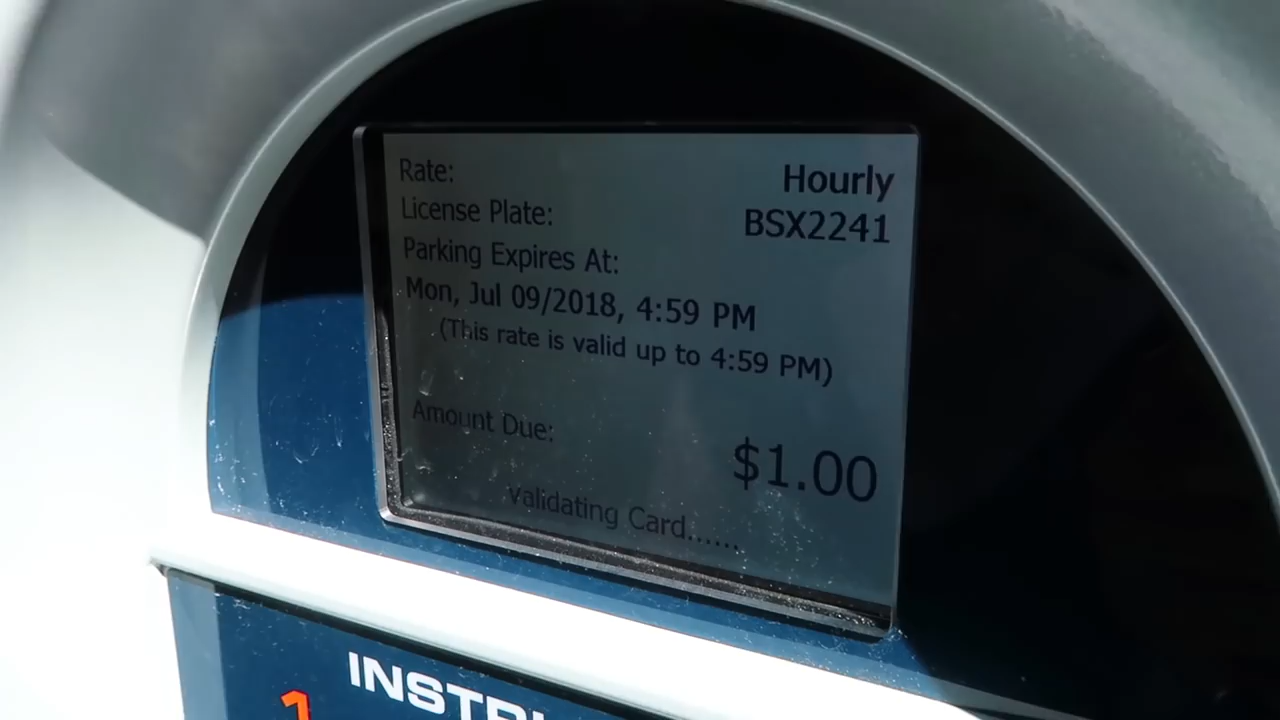 Rate: Hourly
License Plate: BSX2241
Parking Expires At:
Mon, Jul 09/2018, 4:59 PM
(This rate is valid up to 4:59 PM)
Amount Due: $1.00
Validating Card......
1